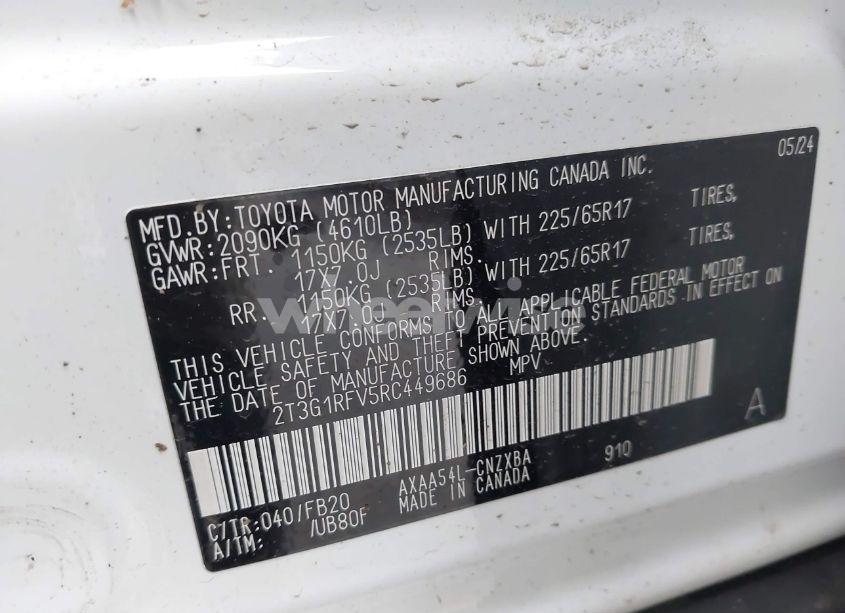 05/24
MFD.BY:TOYOTA MOTOR MANUFACTURING CANADA INC.
GVWR:2090KG (4610LB)
GAWR:FRT. 1150KG (2535LB) WITH 225/65R17 TIRES,
17X7.0J RIMS.
RR. 1150KG (2535LB) WITH 225/65R17 TIRES,
17X7.0J RIMS.
THIS VEHICLE CONFORMS TO ALL APPLICABLE FEDERAL MOTOR
VEHICLE SAFETY AND THEFT PREVENTION STANDARDS IN EFFECT ON
THE DATE OF MANUFACTURE SHOWN ABOVE.
2T3G1RFV5RC449686 MPV
A
C/TR:040/FB20 AXAA54L-CNZXBA 910
A/TM: /UB80F MADE IN CANADA